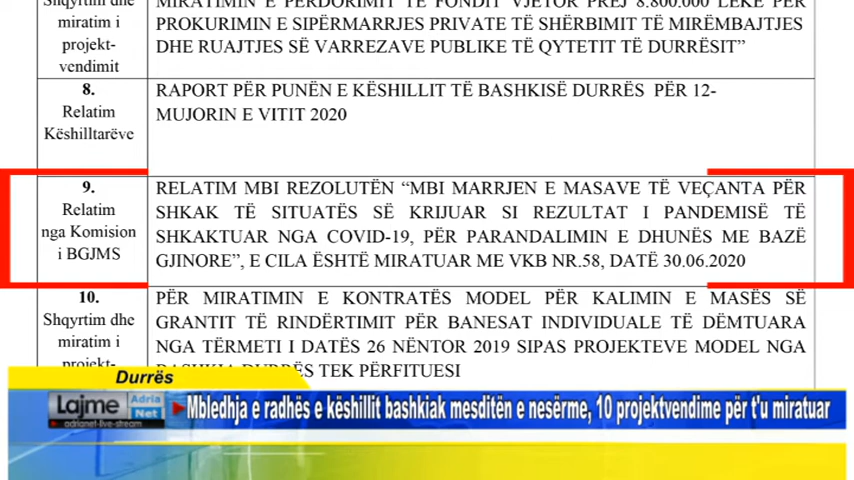 Shqyrtim dhe
miratim i
projekt-
vendimit
MIRATIMIN E PËRDORIMIT TË FONDIT VJETOR PREJ 8.800.000 LEKË PËR
PROKURIMIN E SIPËRMARRJES PRIVATE TË SHËRBIMIT TË MIRËMBAJTJES
DHE RUAJTJES SË VARREZAVE PUBLIKE TË QYTETIT TË DURRËSIT”
8.
Relatim
Këshilltarëve
RAPORT PËR PUNËN E KËSHILLIT TË BASHKISË DURRËS PËR 12-
MUJORIN E VITIT 2020
9.
Relatim
nga Komision
i BGJMS
RELATIM MBI REZOLUTËN “MBI MARRJEN E MASAVE TË VEÇANTA PËR
SHKAK TË SITUATËS SË KRIJUAR SI REZULTAT I PANDEMISË TË
SHKAKTUAR NGA COVID-19, PËR PARANDALIMIN E DHUNËS ME BAZË
GJINORE”, E CILA ËSHTË MIRATUAR ME VKB NR.58, DATË 30.06.2020
10.
Shqyrtim dhe
miratim i
projekt-
PËR MIRATIMIN E KONTRATËS MODEL PËR KALIMIN E MASËS SË
GRANTIT TË RINDËRTIMIT PËR BANESAT INDIVIDUALE TË DËMTUARA
NGA TËRMETI I DATËS 26 NËNTOR 2019 SIPAS PROJEKTEVE MODEL NGA
BASHKIA DURRËS TEK PËRFITUESI
Durrës
Lajme Adria Net
adrianet-live-stream
Mbledhja e radhës e këshillit bashkiak mesditën e nesërme, 10 projektvendime për t'u miratuar